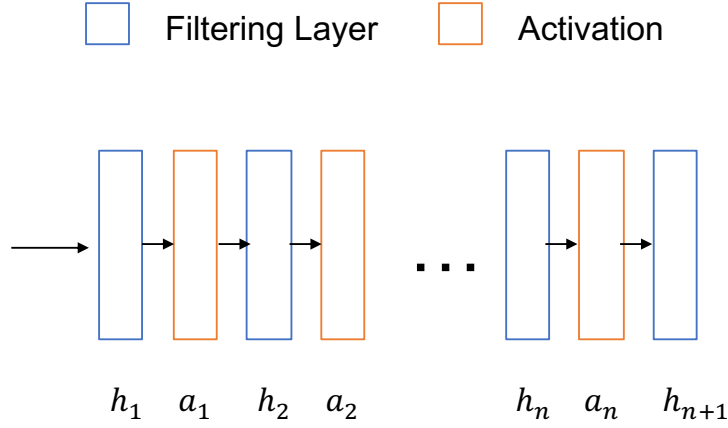 Filtering Layer Activation
...
h₁ a₁ h₂ a₂ hₙ aₙ hₙ₊₁